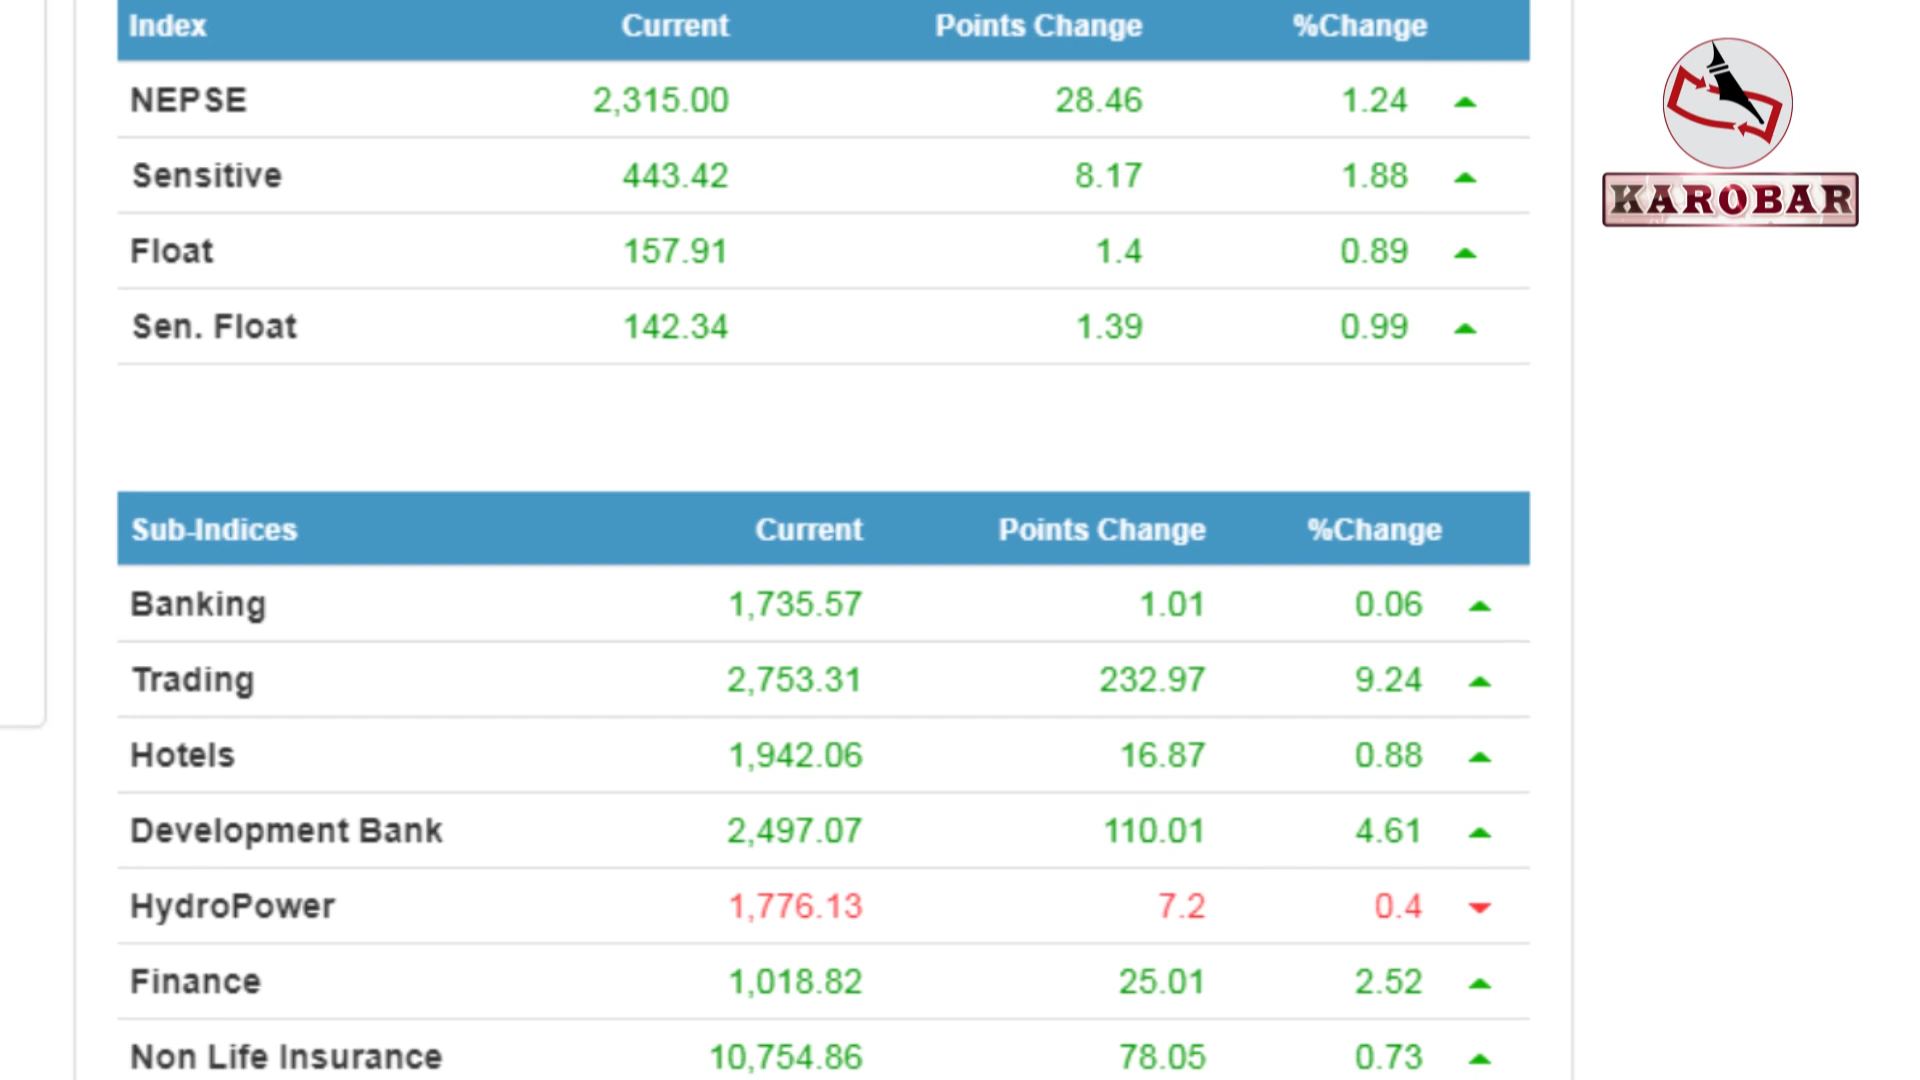 Index Current Points Change %Change
NEPSE 2,315.00 28.46 1.24
Sensitive 443.42 8.17 1.88
Float 157.91 1.4 0.89
Sen. Float 142.34 1.39 0.99
KAROBAR
Sub-Indices Current Points Change %Change
Banking 1,735.57 1.01 0.06
Trading 2,753.31 232.97 9.24
Hotels 1,942.06 16.87 0.88
Development Bank 2,497.07 110.01 4.61
HydroPower 1,776.13 7.2 0.4
Finance 1,018.82 25.01 2.52
Non Life Insurance 10,754.86 78.05 0.73